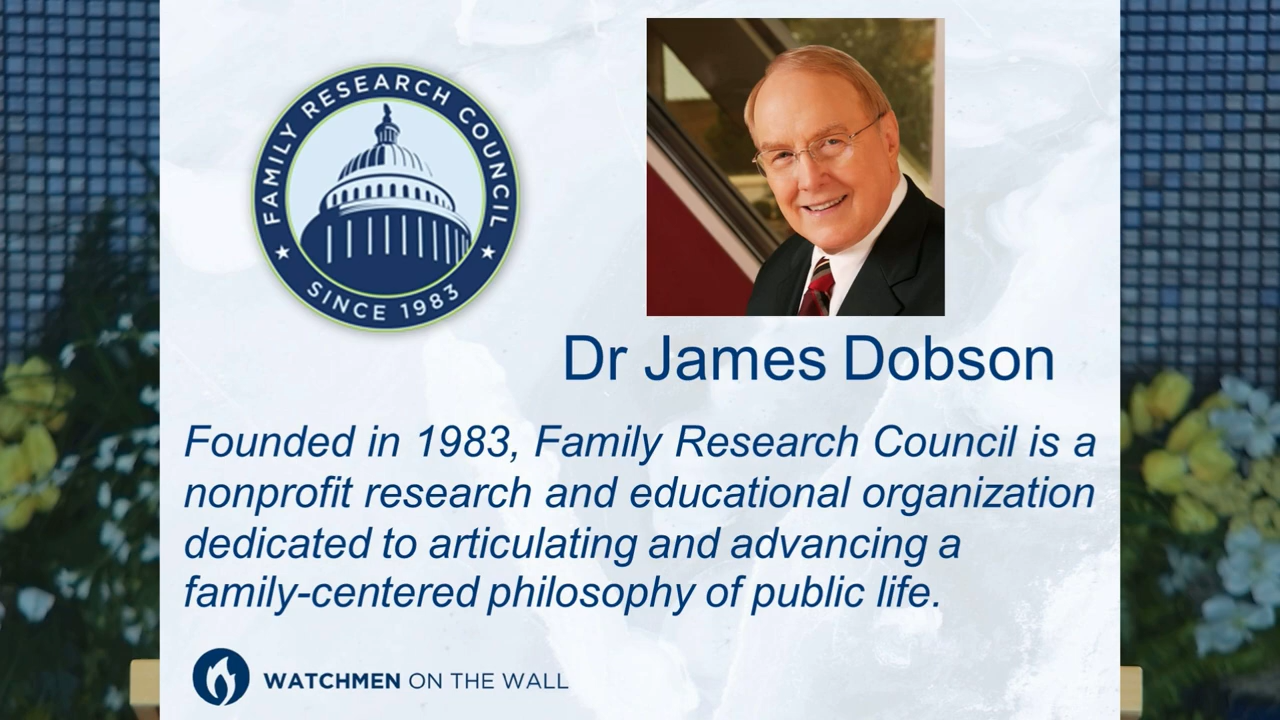 FAMILY RESEARCH COUNCIL
SINCE 1983
Dr James Dobson
Founded in 1983, Family Research Council is a
nonprofit research and educational organization
dedicated to articulating and advancing a
family-centered philosophy of public life.
WATCHMEN ON THE WALL